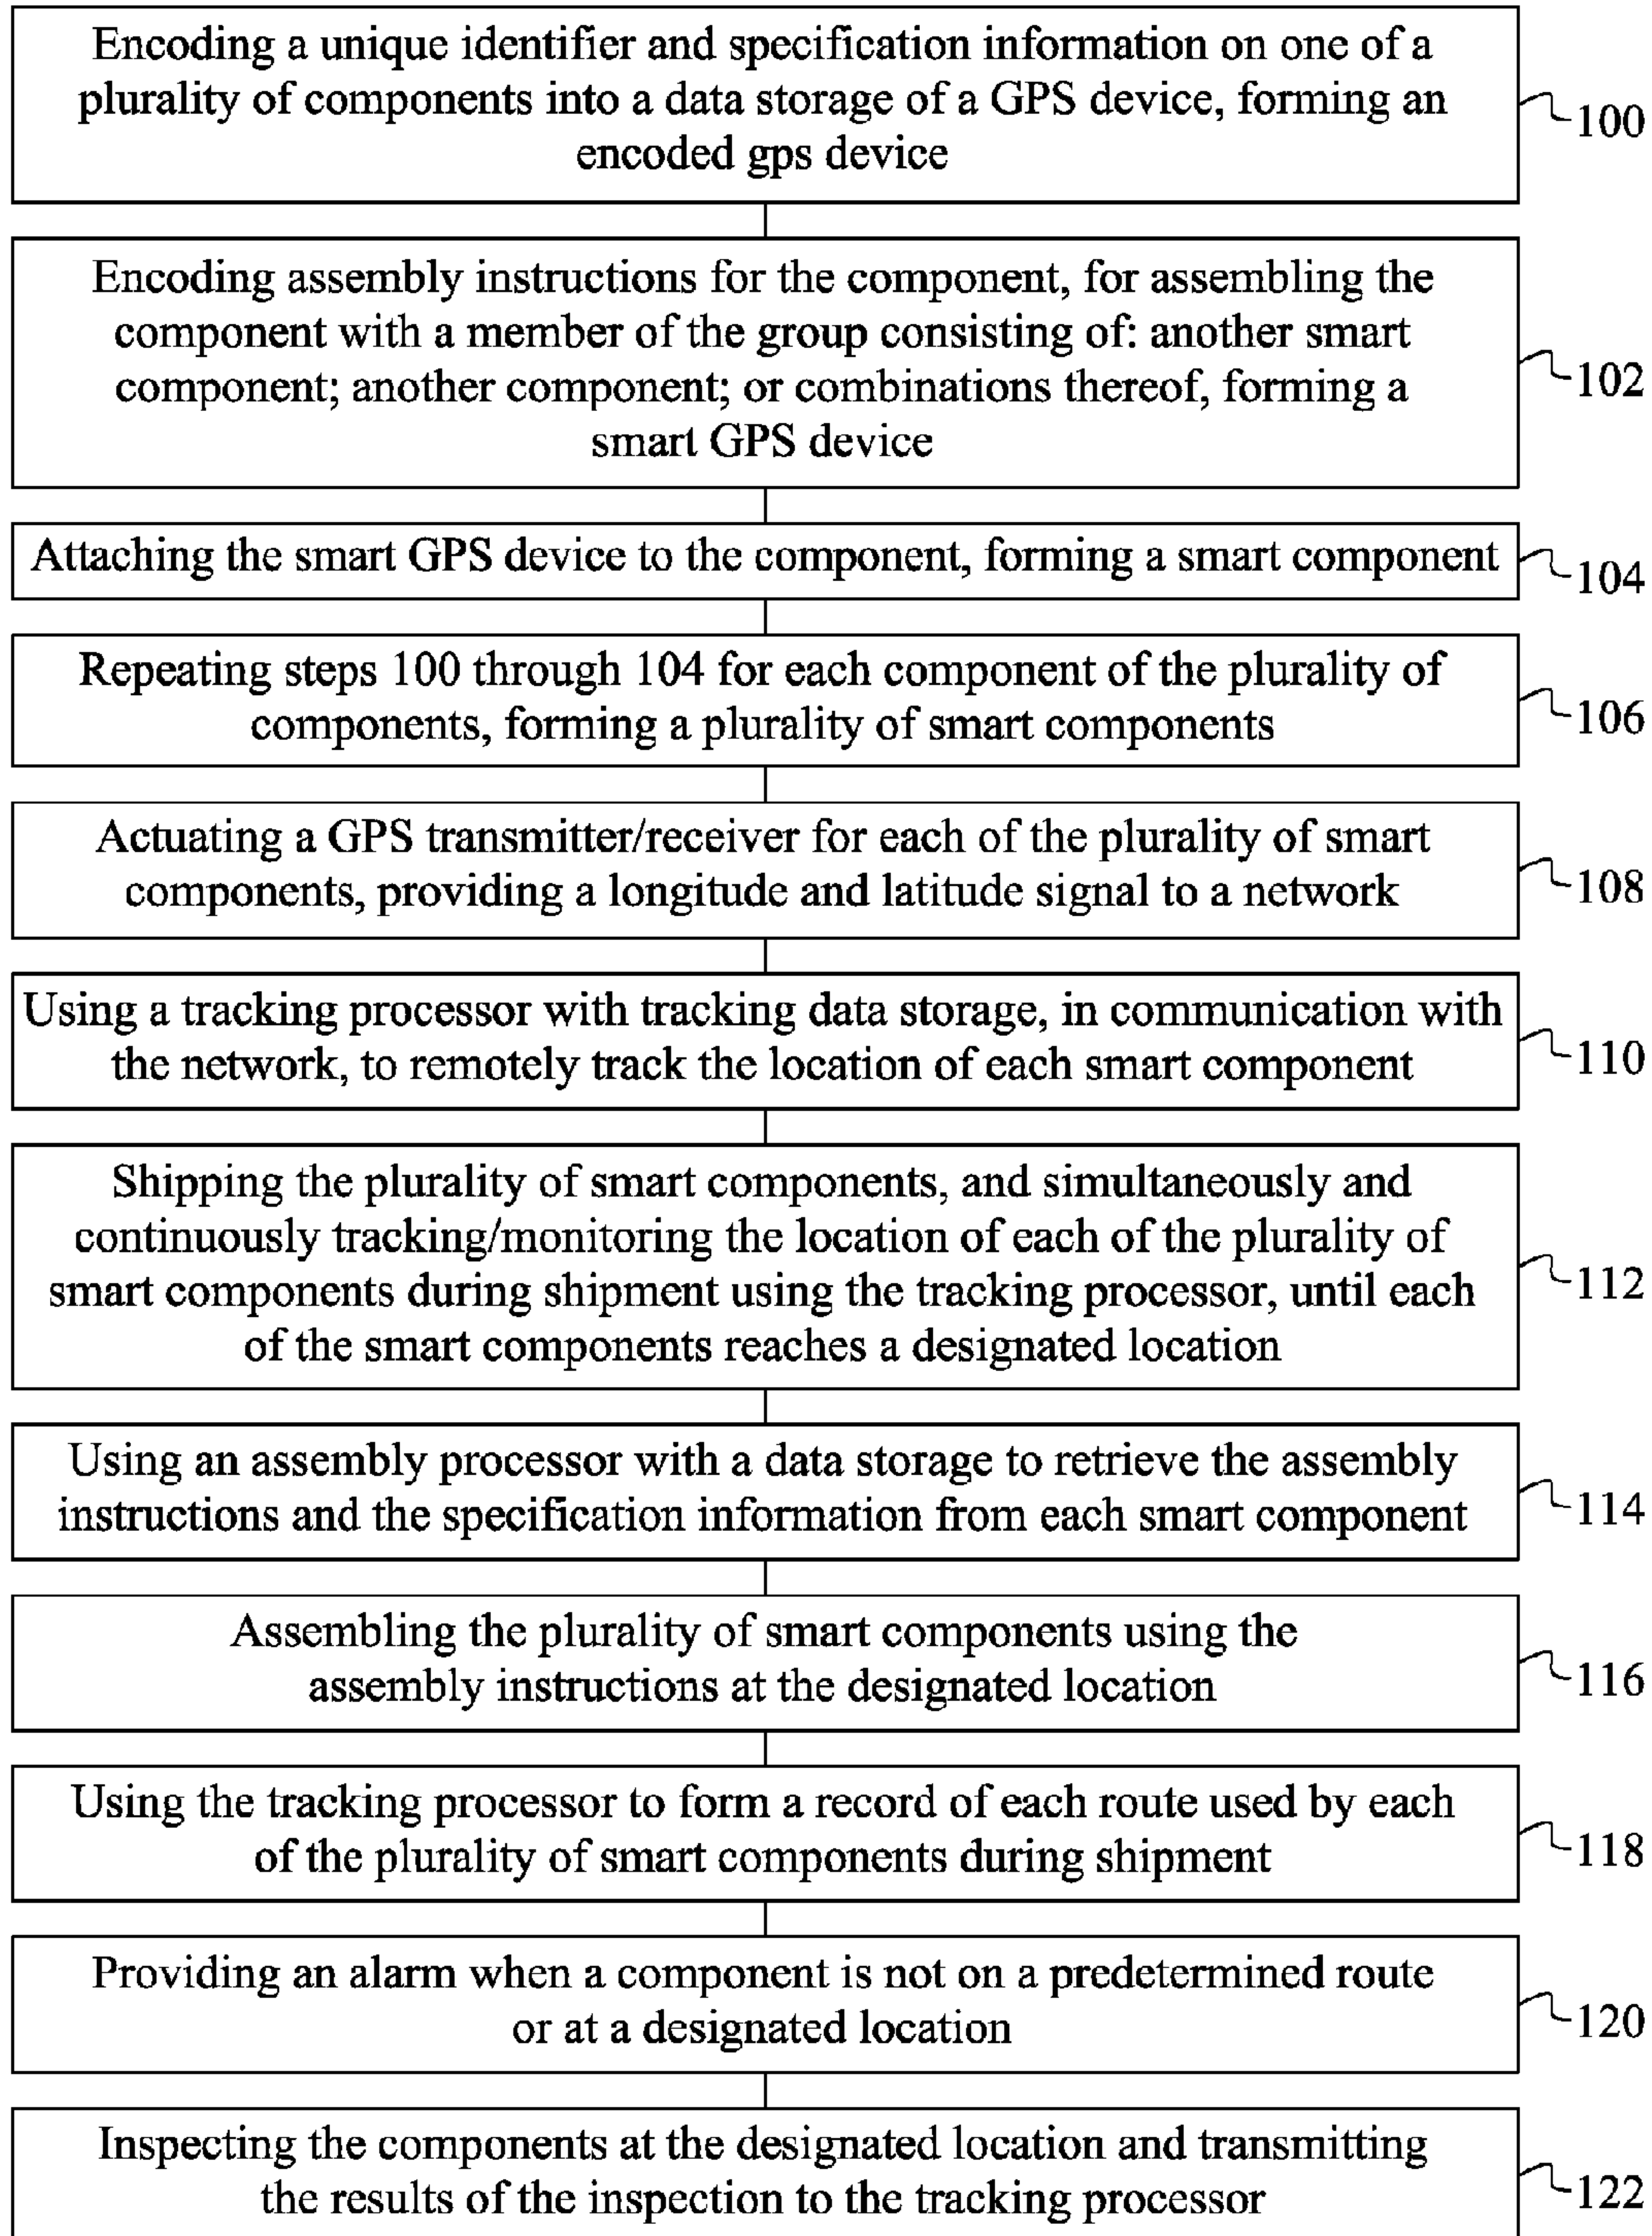 Encoding a unique identifier and specification information on one of a
plurality of components into a data storage of a GPS device, forming an
encoded gps device
100
Encoding assembly instructions for the component, for assembling the
component with a member of the group consisting of: another smart
component; another component; or combinations thereof, forming a
smart GPS device
102
Attaching the smart GPS device to the component, forming a smart component
104
Repeating steps 100 through 104 for each component of the plurality of
components, forming a plurality of smart components
106
Actuating a GPS transmitter/receiver for each of the plurality of smart
components, providing a longitude and latitude signal to a network
108
Using a tracking processor with tracking data storage, in communication with
the network, to remotely track the location of each smart component
110
Shipping the plurality of smart components, and simultaneously and
continuously tracking/monitoring the location of each of the plurality of
smart components during shipment using the tracking processor, until each
of the smart components reaches a designated location
112
Using an assembly processor with a data storage to retrieve the assembly
instructions and the specification information from each smart component
114
Assembling the plurality of smart components using the
assembly instructions at the designated location
116
Using the tracking processor to form a record of each route used by each
of the plurality of smart components during shipment
118
Providing an alarm when a component is not on a predetermined route
or at a designated location
120
Inspecting the components at the designated location and transmitting
the results of the inspection to the tracking processor
122